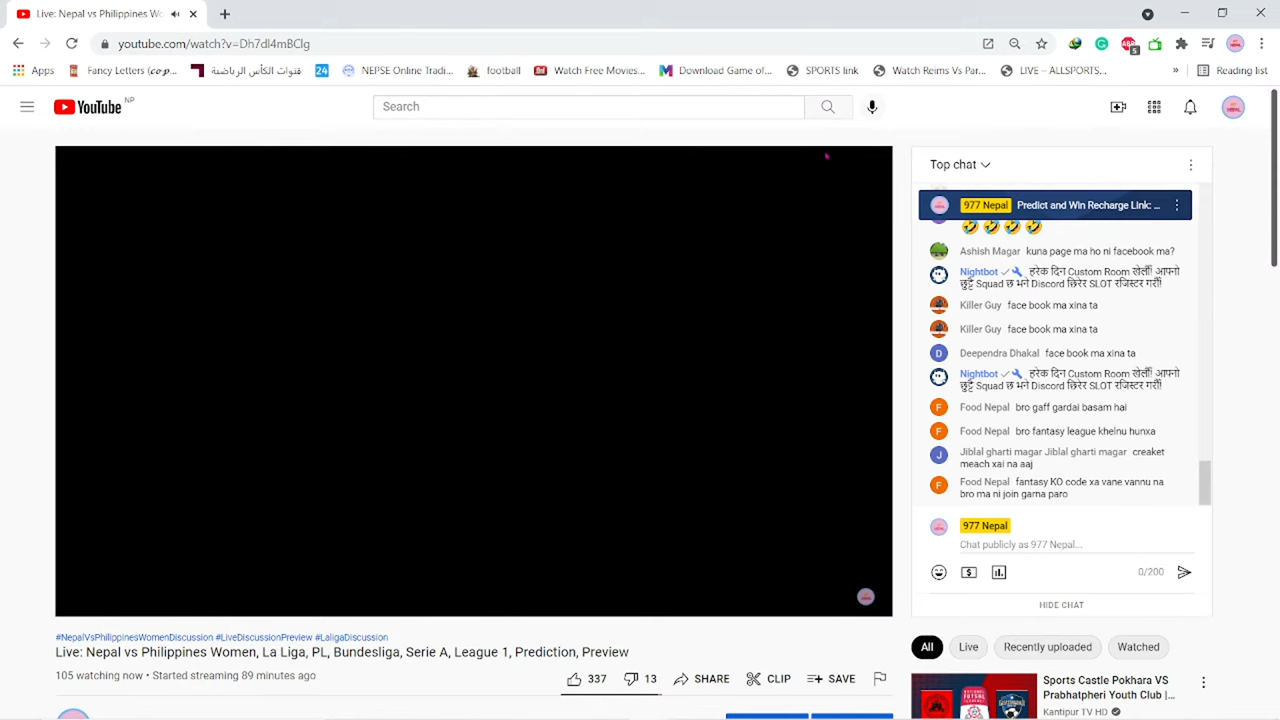 Live: Nepal vs Philippines Wo
youtube.com/watch?v=Dh7dl4mBClg
Apps
Fancy Letters (𝓬𝓸𝓹...
قنوات الكأس الرياضية
24
NEPSE Online Tradi...
football
Watch Free Movies...
Download Game of...
SPORTS link
Watch Reims Vs Par...
LIVE – ALLSPORTS...
»
Reading list
YouTube NP
Search
Top chat
977 Nepal Predict and Win Recharge Link: ...
Ashish Magar kuna page ma ho ni facebook ma?
Nightbot हरेक दिन Custom Room खेलौँ! आफ्नो
छुट्टै Squad छ भने Discord छिरेर SLOT रजिस्टर गरौँ!
Killer Guy face book ma xina ta
Killer Guy face book ma xina ta
D Deependra Dhakal face book ma xina ta
Nightbot हरेक दिन Custom Room खेलौँ! आफ्नो
छुट्टै Squad छ भने Discord छिरेर SLOT रजिस्टर गरौँ!
F Food Nepal bro gaff gardai basam hai
F Food Nepal bro fantasy league khelnu hunxa
J Jiblal gharti magar Jiblal gharti magar creaket
meach xai na aaj
F Food Nepal fantasy KO code xa vane vannu na
bro ma ni join garna paro
977 Nepal
Chat publicly as 977 Nepal...
0/200
HIDE CHAT
#NepalVsPhilippinesWomenDiscussion #LiveDiscussionPreview #LaligaDiscussion
Live: Nepal vs Philippines Women, La Liga, PL, Bundesliga, Serie A, League 1, Prediction, Preview
105 watching now • Started streaming 89 minutes ago
337
13
SHARE
CLIP
SAVE
All
Live
Recently uploaded
Watched
Sports Castle Pokhara VS
Prabhatpheri Youth Club |...
Kantipur TV HD